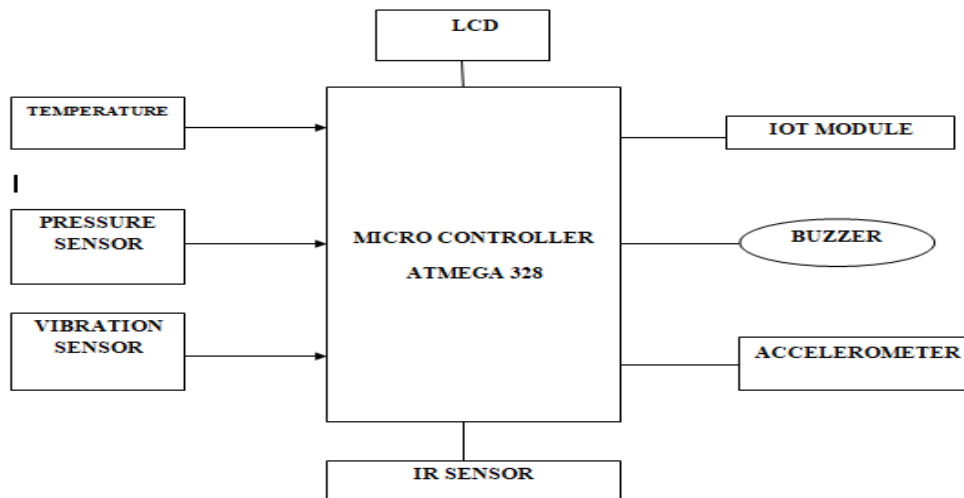 LCD
TEMPERATURE
IOT MODULE
I
PRESSURE
SENSOR
MICRO CONTROLLER
ATMEGA 328
BUZZER
VIBRATION
SENSOR
ACCELEROMETER
IR SENSOR